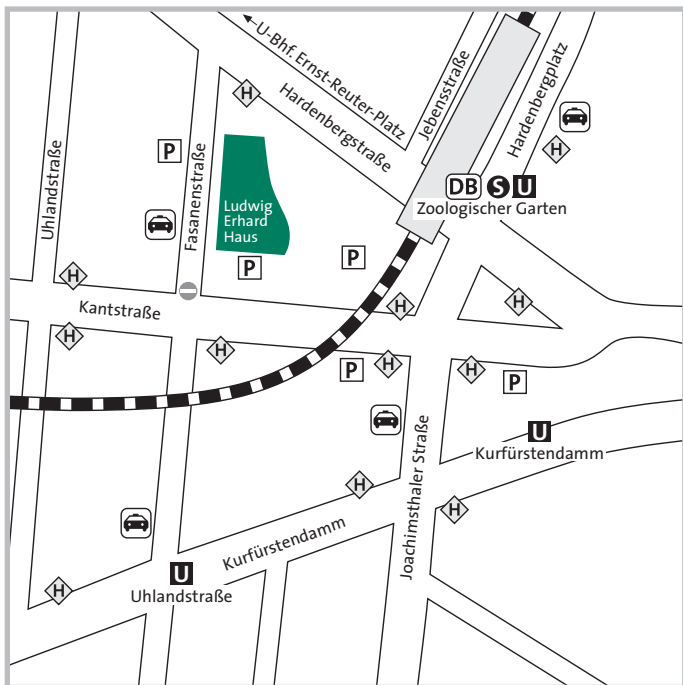 U-Bhf. Ernst-Reuter-Platz
Hardenbergstraße
Jebensstraße
Hardenbergplatz
H
H
P
Uhlandstraße
Fasanenstraße
Ludwig
Erhard
Haus
DB S U
Zoologischer Garten
P
P
H
H
H
Kantstraße
H
H
P
H
H
P
Joachimsthaler Straße
U
Kurfürstendamm
H
H
Kurfürstendamm
U
Uhlandstraße
H